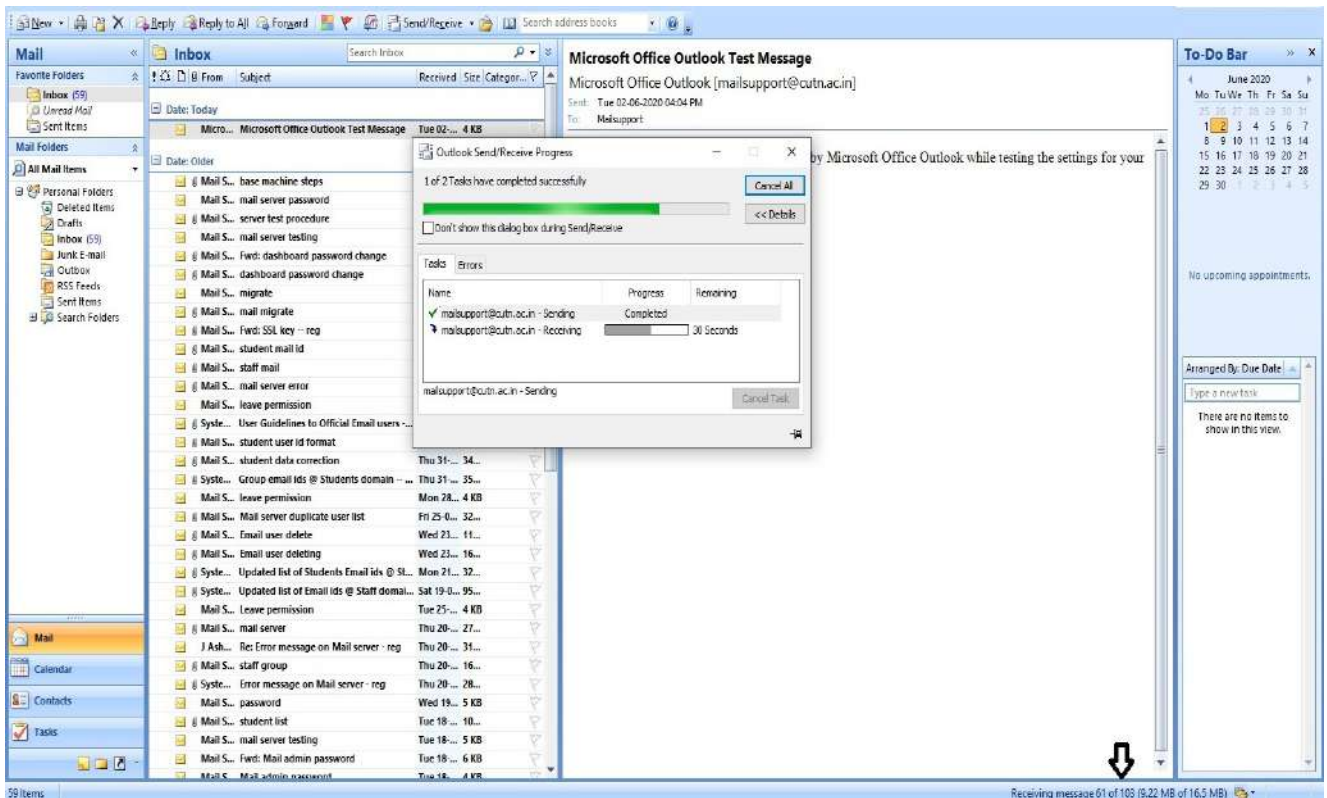 New Reply Reply to All Forward Send/Receive Search address books
Mail
Favorite Folders
Inbox (59)
Unread Mail
Sent Items
Mail Folders
All Mail Items
Personal Folders
Deleted Items
Drafts
Inbox (59)
Junk E-mail
Outbox
RSS Feeds
Sent Items
Search Folders
Mail
Calendar
Contacts
Tasks
Inbox Search Inbox
From Subject Received Size Categor...
Date: Today
Micro... Microsoft Office Outlook Test Message Tue 02-... 4 KB
Date: Older
Mail S... base machine steps
Mail S... mail server password
Mail S... server test procedure
Mail S... mail server testing
Mail S... Fwd: dashboard password change
Mail S... dashboard password change
Mail S... migrate
Mail S... mail migrate
Mail S... Fwd: SSL key -- reg
Mail S... student mail id
Mail S... staff mail
Mail S... mail server error
Mail S... leave permission
Syste... User Guidelines to Official Email users -...
Mail S... student user id format
Mail S... student data correction Thu 31-... 34...
Syste... Group email ids @ Students domain -- ... Thu 31-... 35...
Mail S... leave permission Mon 28... 4 KB
Mail S... Mail server duplicate user list Fri 25-0... 32...
Mail S... Email user delete Wed 23... 11...
Mail S... Email user deleting Wed 23... 16...
Syste... Updated list of Students Email ids @ St... Mon 21... 32...
Syste... Updated list of Email ids @ Staff domai... Sat 19-0... 95...
Mail S... Leave permission Tue 25-... 4 KB
Mail S... mail server Thu 20-... 27...
J Ash... Re: Error message on Mail server - reg Thu 20-... 31...
Mail S... staff group Thu 20-... 16...
Syste... Error message on Mail server - reg Thu 20-... 28...
Mail S... password Wed 19... 5 KB
Mail S... student list Tue 18-... 10...
Mail S... mail server testing Tue 18-... 5 KB
Mail S... Fwd: Mail admin password Tue 18-... 6 KB
Mail S... Mail admin password Tue 18-... 4 KB
Microsoft Office Outlook Test Message
Microsoft Office Outlook [mailsupport@cutn.ac.in]
Sent: Tue 02-06-2020 04:04 PM
To: Mailsupport
by Microsoft Office Outlook while testing the settings for your
Outlook Send/Receive Progress
1 of 2 Tasks have completed successfully
Cancel All
<< Details
Don't show this dialog box during Send/Receive
Tasks Errors
Name Progress Remaining
mailsupport@cutn.ac.in - Sending Completed
mailsupport@cutn.ac.in - Receiving 30 Seconds
mailsupport@cutn.ac.in - Sending
Cancel Task
To-Do Bar
June 2020
Mo Tu We Th Fr Sa Su
25 26 27 28 29 30 31
1 2 3 4 5 6 7
8 9 10 11 12 13 14
15 16 17 18 19 20 21
22 23 24 25 26 27 28
29 30 1 2 3 4 5
No upcoming appointments.
Arranged By: Due Date
Type a new task
There are no items to
show in this view.
59 Items
Receiving message 61 of 103 (9.22 MB of 16.5 MB)